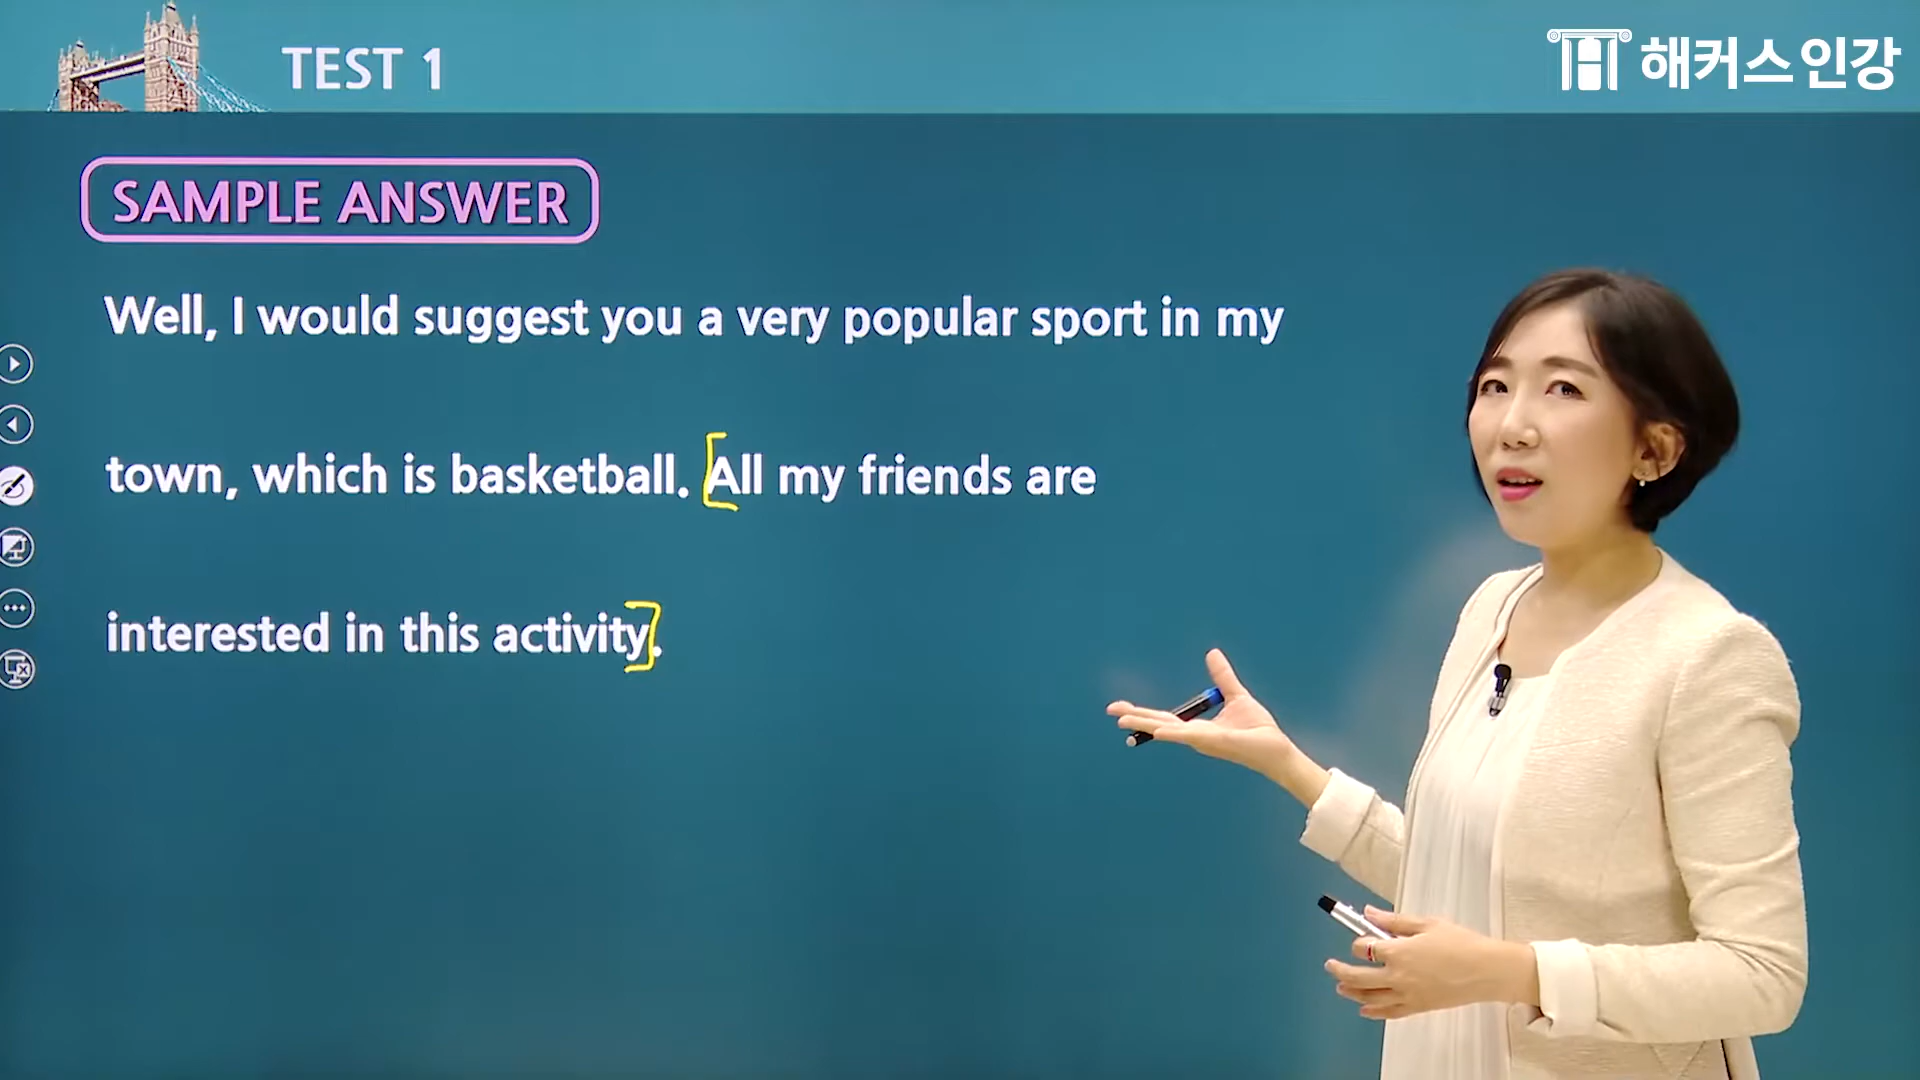 TEST 1
해커스인강
SAMPLE ANSWER
Well, I would suggest you a very popular sport in my
town, which is basketball. [All my friends are
interested in this activity].